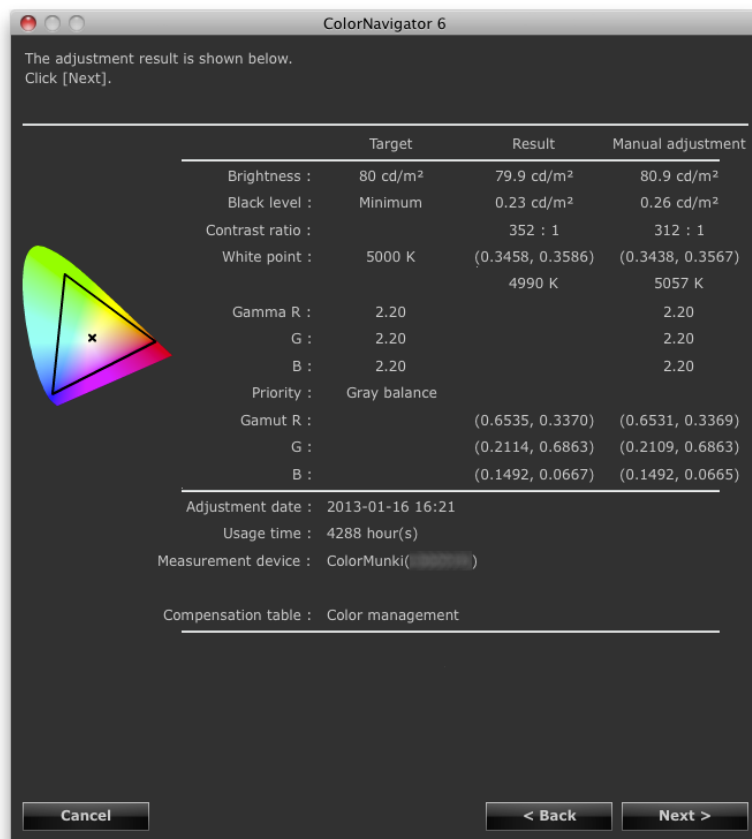 ColorNavigator 6
The adjustment result is shown below.
Click [Next].
Target Result Manual adjustment
Brightness : 80 cd/m² 79.9 cd/m² 80.9 cd/m²
Black level : Minimum 0.23 cd/m² 0.26 cd/m²
Contrast ratio : 352 : 1 312 : 1
White point : 5000 K (0.3458, 0.3586) (0.3438, 0.3567)
4990 K 5057 K
Gamma R : 2.20 2.20
G : 2.20 2.20
B : 2.20 2.20
Priority : Gray balance
Gamut R : (0.6535, 0.3370) (0.6531, 0.3369)
G : (0.2114, 0.6863) (0.2109, 0.6863)
B : (0.1492, 0.0667) (0.1492, 0.0665)
Adjustment date : 2013-01-16 16:21
Usage time : 4288 hour(s)
Measurement device : ColorMunki( )
Compensation table : Color management
Cancel < Back Next >